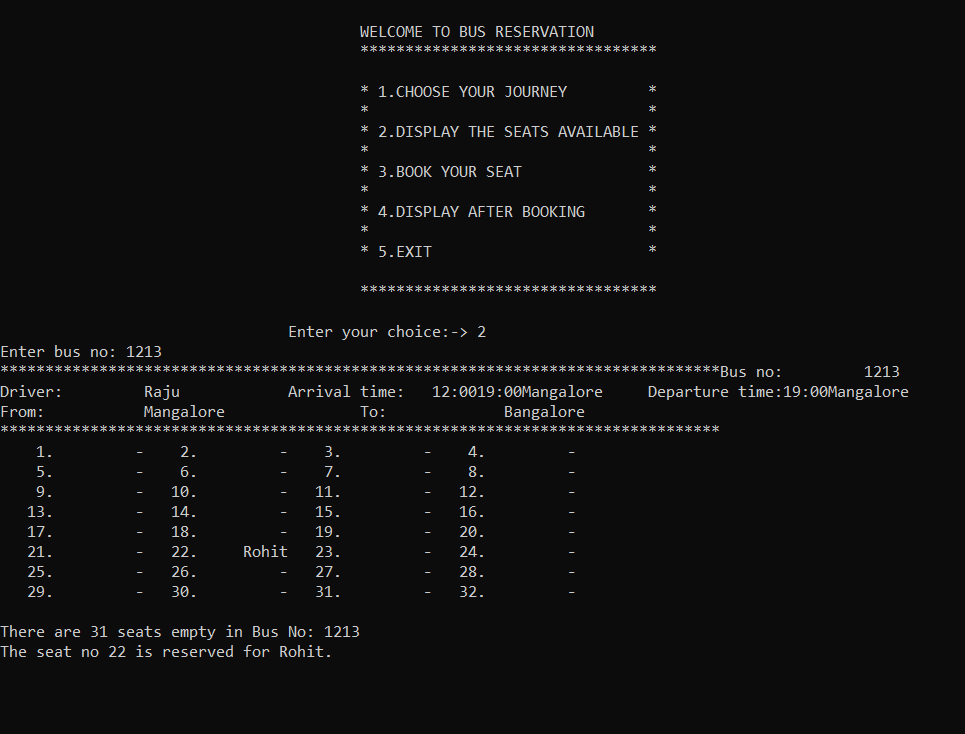 WELCOME TO BUS RESERVATION
*********************************
* 1.CHOOSE YOUR JOURNEY         *
*                               *
* 2.DISPLAY THE SEATS AVAILABLE *
*                               *
* 3.BOOK YOUR SEAT              *
*                               *
* 4.DISPLAY AFTER BOOKING       *
*                               *
* 5.EXIT                        *
*********************************
Enter your choice:-> 2
Enter bus no: 1213
********************************************************************************Bus no:         1213
Driver:         Raju            Arrival time:   12:0019:00Mangalore     Departure time:19:00Mangalore
From:           Mangalore               To:             Bangalore
********************************************************************************
    1.         -    2.         -    3.         -    4.         -
    5.         -    6.         -    7.         -    8.         -
    9.         -   10.         -   11.         -   12.         -
   13.         -   14.         -   15.         -   16.         -
   17.         -   18.         -   19.         -   20.         -
   21.         -   22.     Rohit   23.         -   24.         -
   25.         -   26.         -   27.         -   28.         -
   29.         -   30.         -   31.         -   32.         -
There are 31 seats empty in Bus No: 1213
The seat no 22 is reserved for Rohit.